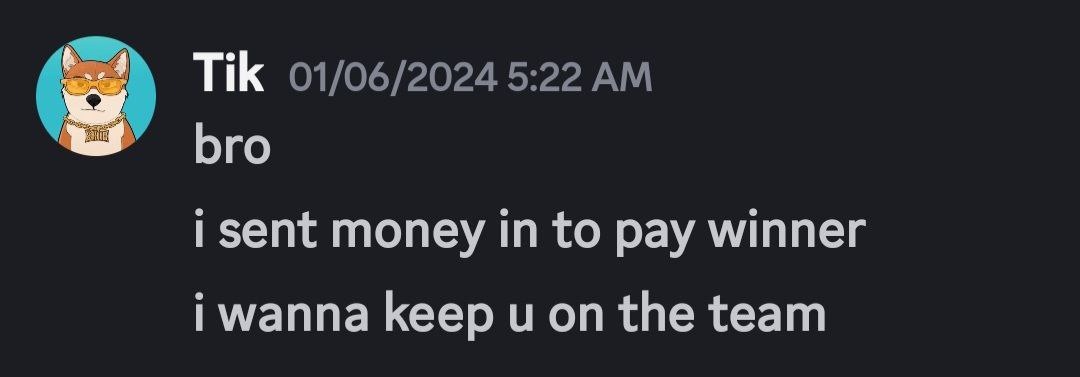 Tik 01/06/2024 5:22 AM
bro
i sent money in to pay winner
i wanna keep u on the team